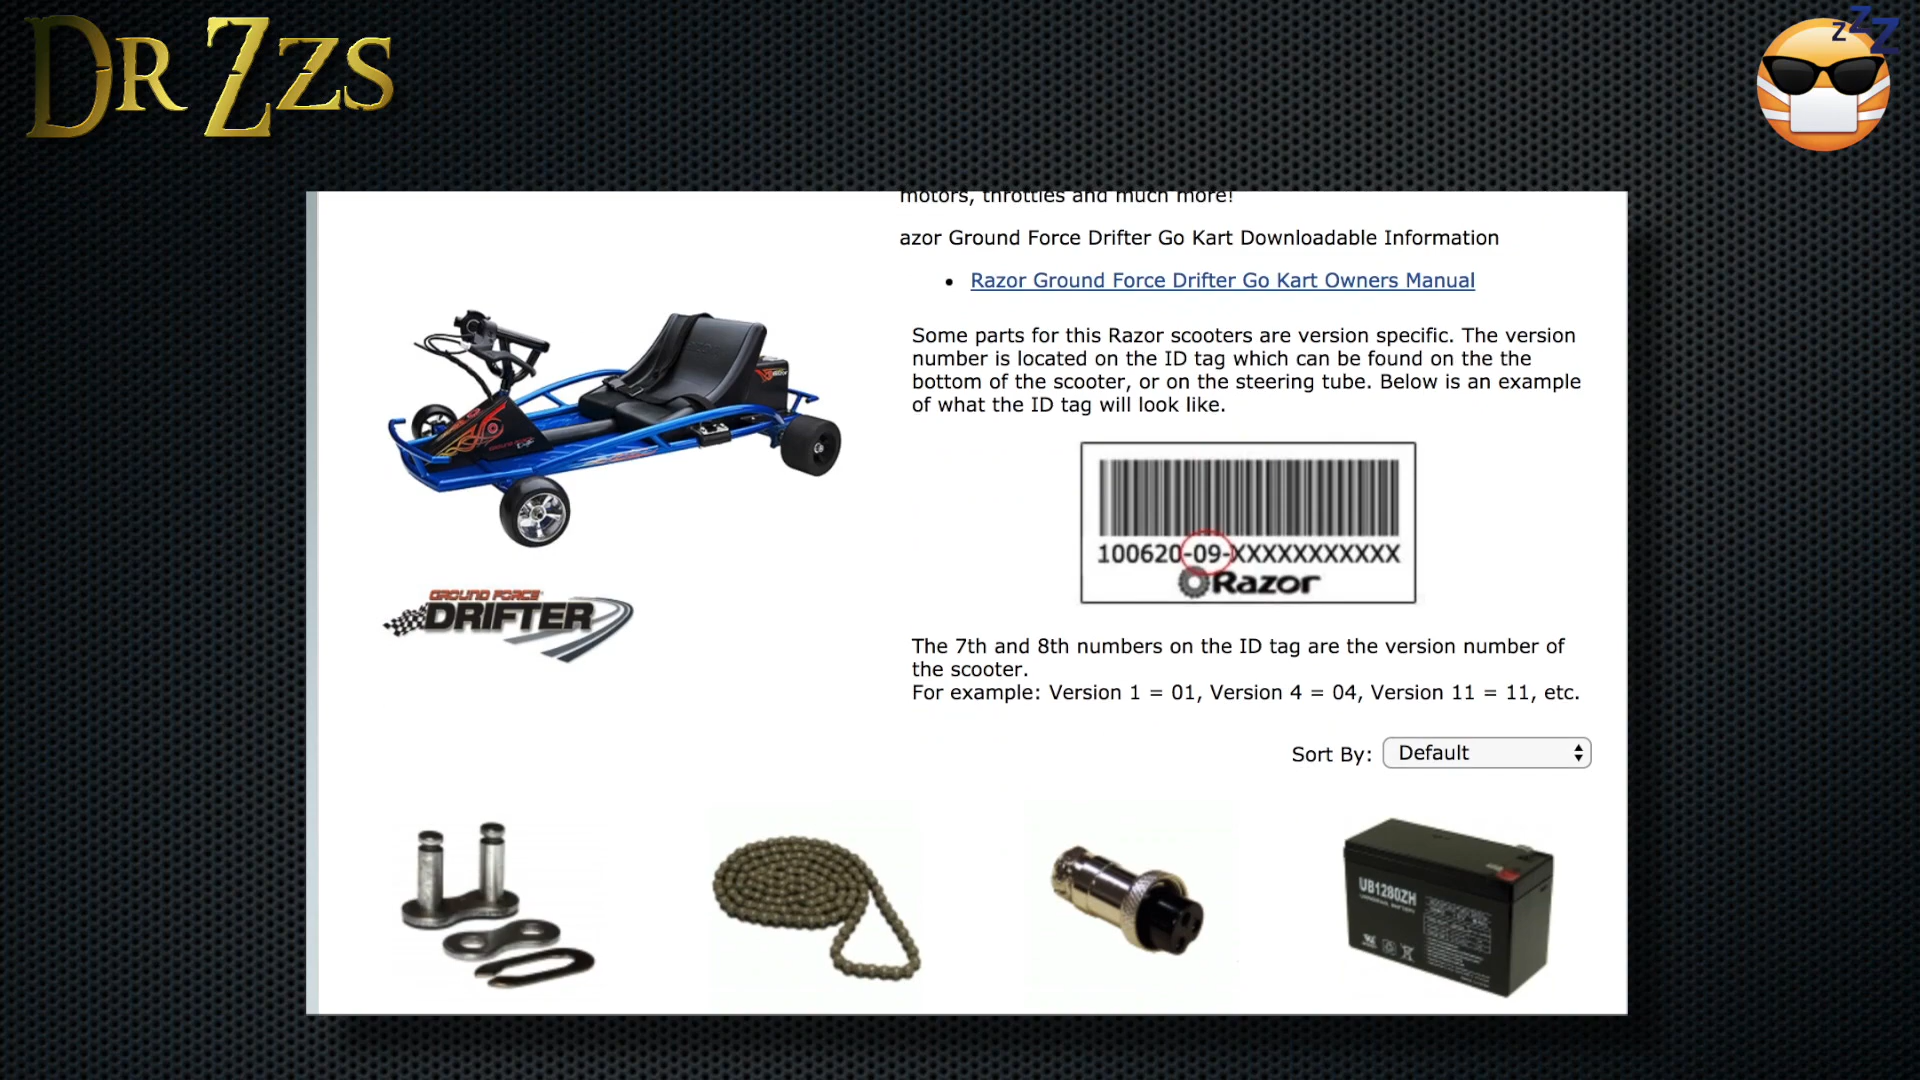 DR ZZS
z z Z
motors, throttles and much more!
azor Ground Force Drifter Go Kart Downloadable Information
• Razor Ground Force Drifter Go Kart Owners Manual
Some parts for this Razor scooters are version specific. The version
number is located on the ID tag which can be found on the the
bottom of the scooter, or on the steering tube. Below is an example
of what the ID tag will look like.
100620-09-XXXXXXXXXXX
Razor
GROUND FORCE
DRIFTER
The 7th and 8th numbers on the ID tag are the version number of
the scooter.
For example: Version 1 = 01, Version 4 = 04, Version 11 = 11, etc.
Sort By: Default
UB1280ZH